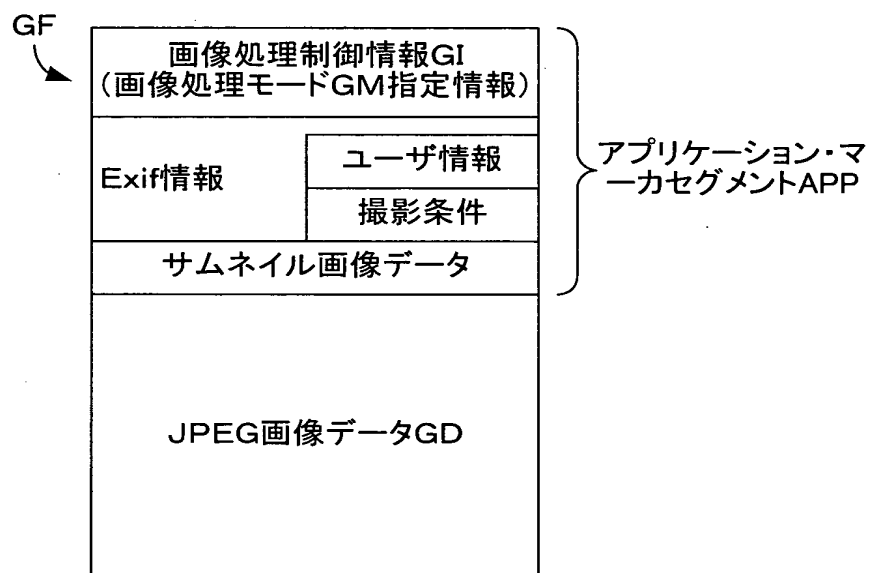 GF
画像処理制御情報GI
（画像処理モードGM指定情報）
Exif情報
ユーザ情報
撮影条件
サムネイル画像データ
アプリケーション・マ
ーカセグメントAPP
JPEG画像データGD